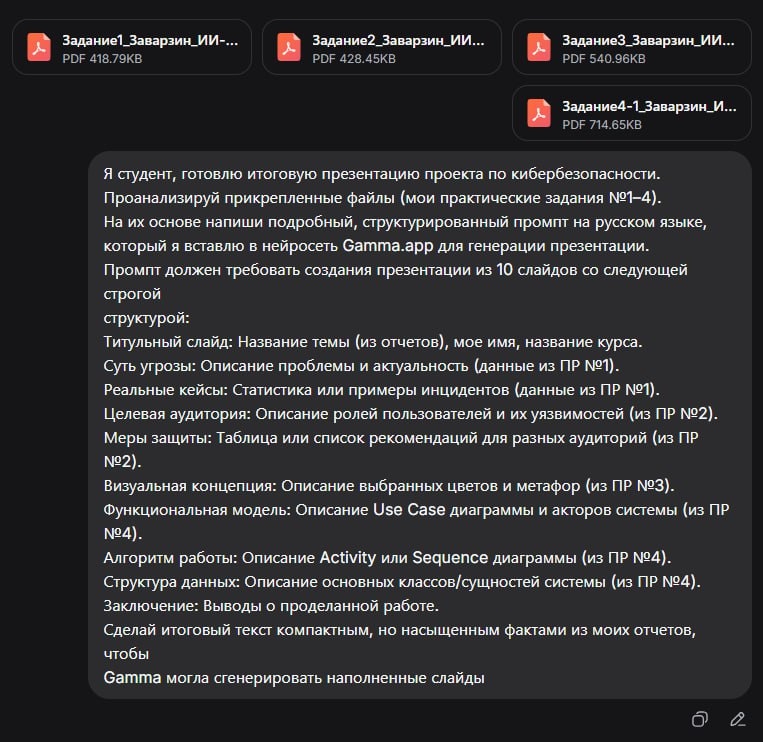 Задание1_Заварзин_ИИ-...
PDF 418.79KB
Задание2_Заварзин_ИИ...
PDF 428.45KB
Задание3_Заварзин_ИИ...
PDF 540.96KB
Задание4-1_Заварзин_И...
PDF 714.65KB
Я студент, готовлю итоговую презентацию проекта по кибербезопасности.
Проанализируй прикрепленные файлы (мои практические задания №1–4).
На их основе напиши подробный, структурированный промпт на русском языке,
который я вставлю в нейросеть Gamma.app для генерации презентации.
Промпт должен требовать создания презентации из 10 слайдов со следующей
строгой
структурой:
Титульный слайд: Название темы (из отчетов), мое имя, название курса.
Суть угрозы: Описание проблемы и актуальность (данные из ПР №1).
Реальные кейсы: Статистика или примеры инцидентов (данные из ПР №1).
Целевая аудитория: Описание ролей пользователей и их уязвимостей (из ПР №2).
Меры защиты: Таблица или список рекомендаций для разных аудиторий (из ПР
№2).
Визуальная концепция: Описание выбранных цветов и метафор (из ПР №3).
Функциональная модель: Описание Use Case диаграммы и акторов системы (из ПР
№4).
Алгоритм работы: Описание Activity или Sequence диаграммы (из ПР №4).
Структура данных: Описание основных классов/сущностей системы (из ПР №4).
Заключение: Выводы о проделанной работе.
Сделай итоговый текст компактным, но насыщенным фактами из моих отчетов,
чтобы
Gamma могла сгенерировать наполненные слайды